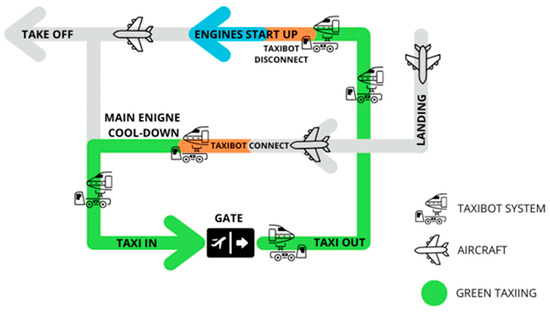 TAKE OFF
ENGINES START UP
TAXIBOT
DISCONNECT
MAIN ENIGNE
COOL-DOWN
TAXIBOT CONNECT
LANDING
GATE
TAXI IN
TAXI OUT
TAXIBOT SYSTEM
AIRCRAFT
GREEN TAXIING